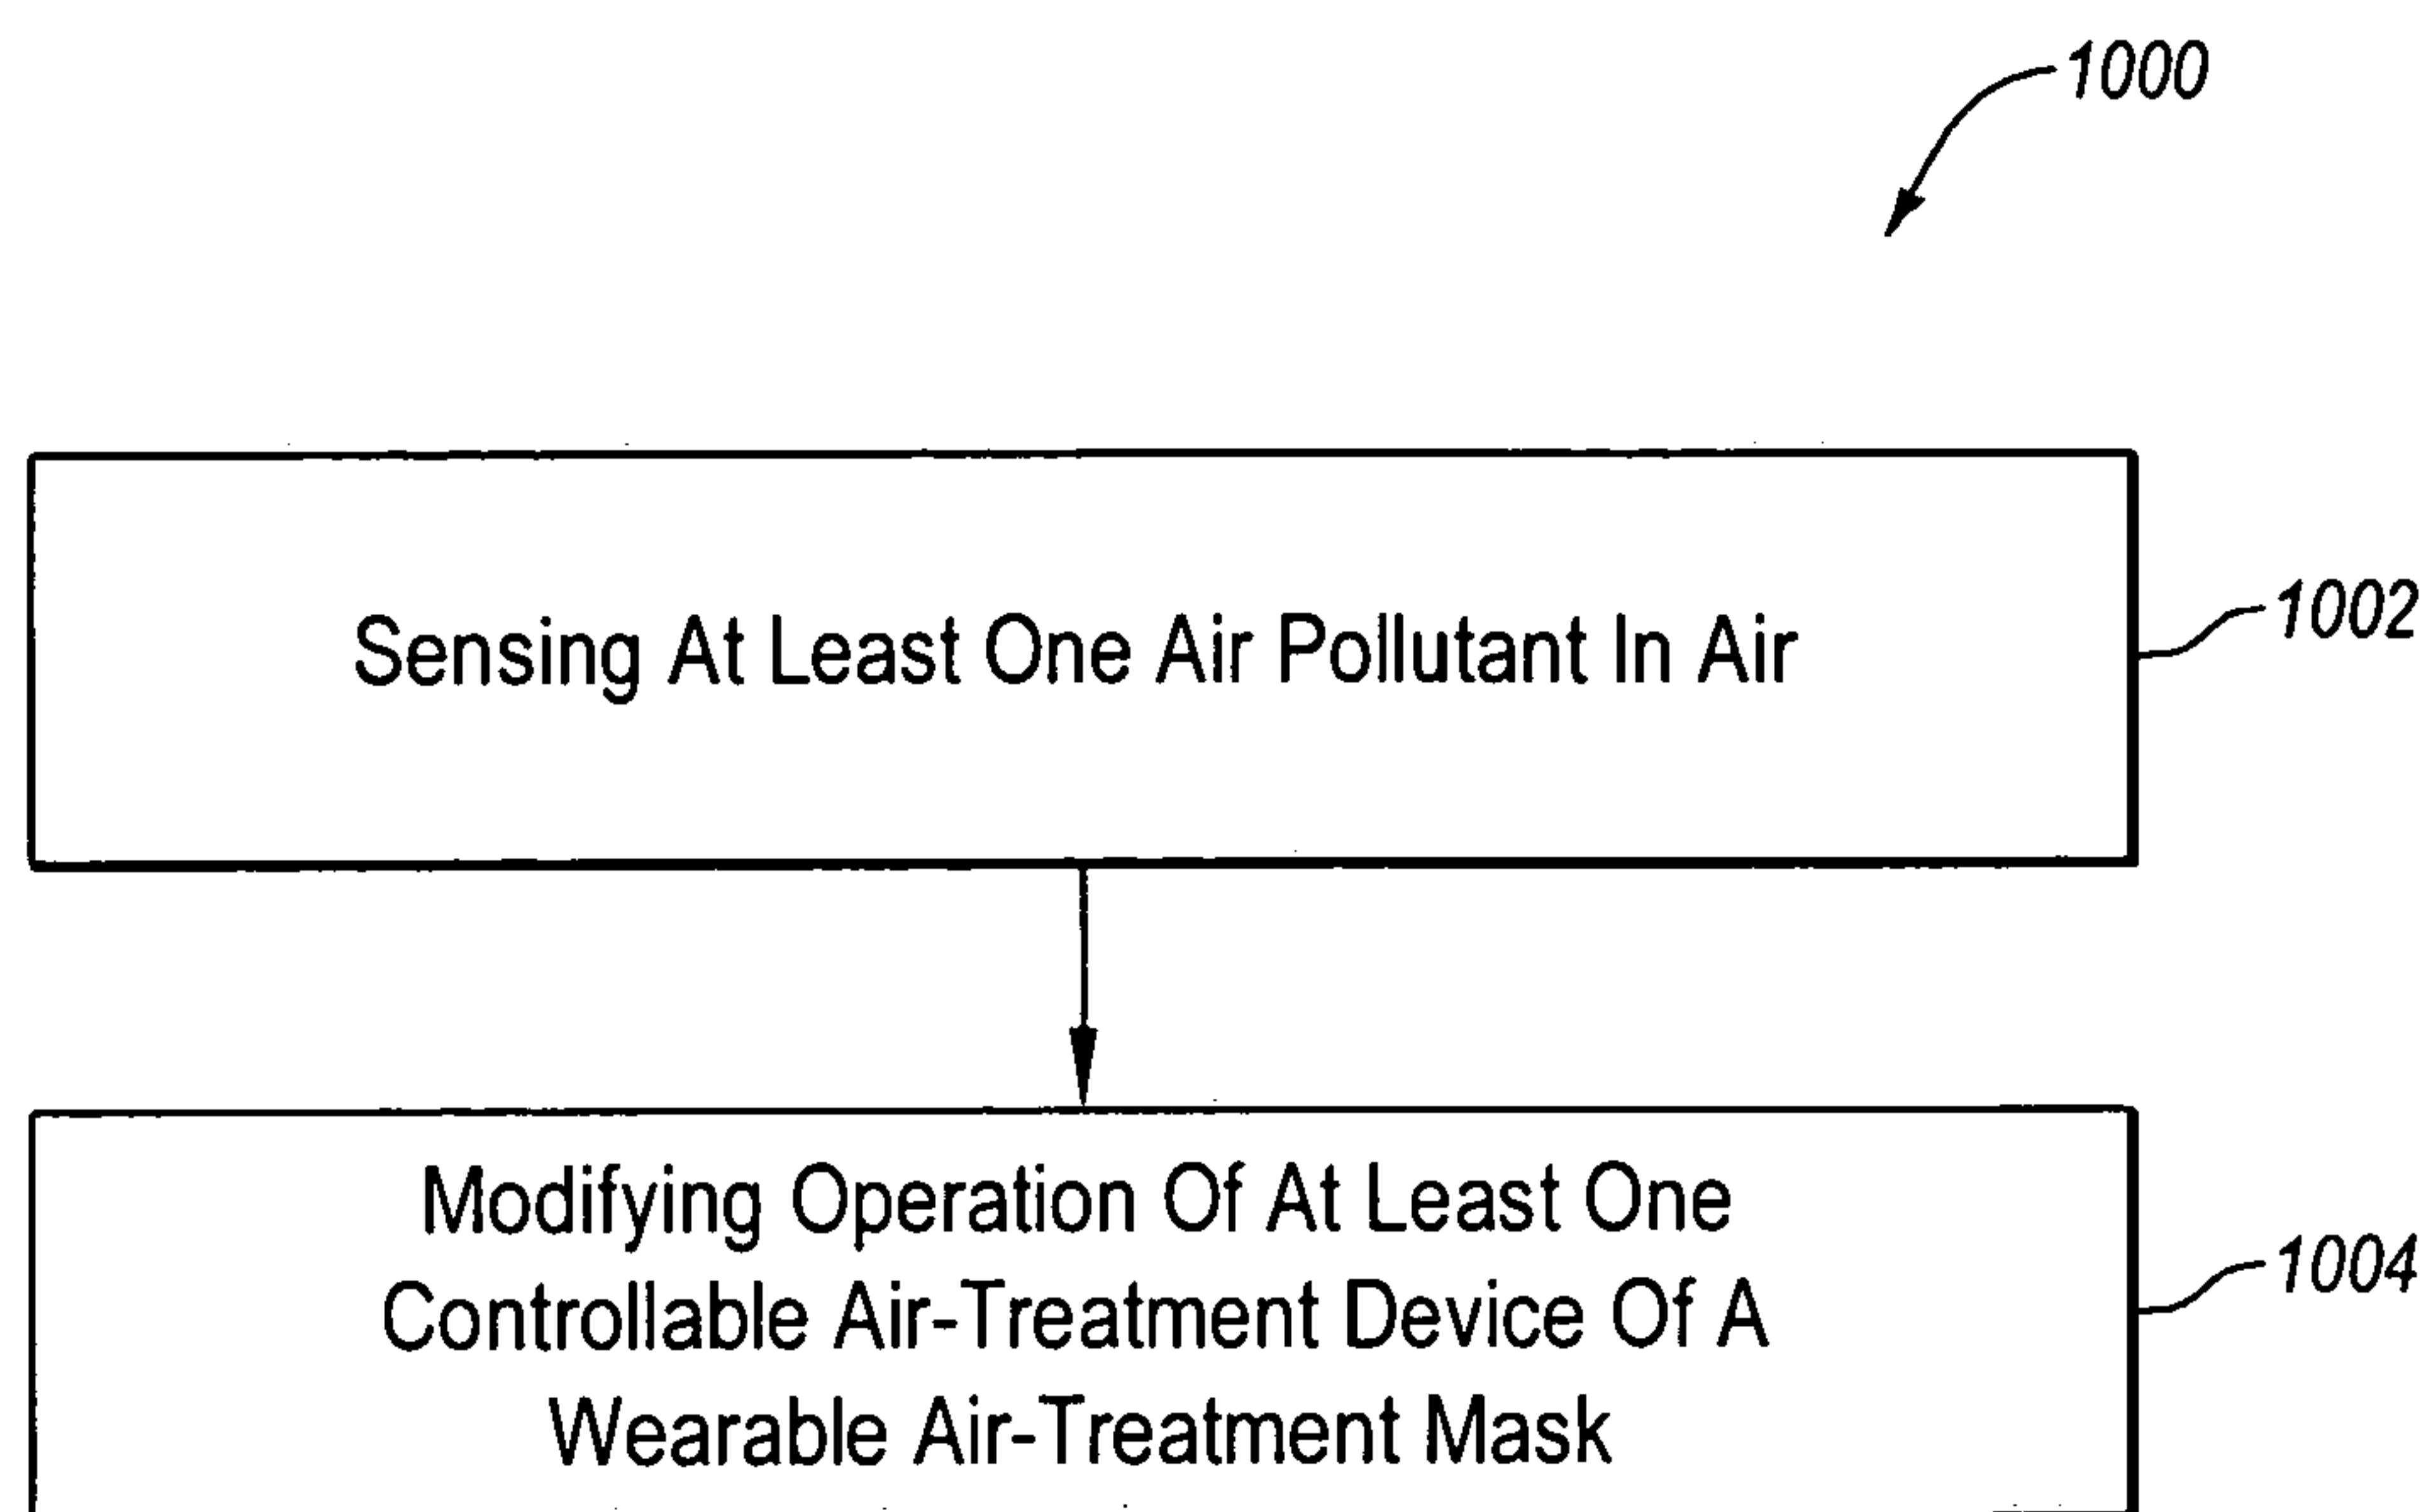 1000
Sensing At Least One Air Pollutant In Air
1002
Modifying Operation Of At Least One
Controllable Air-Treatment Device Of A
Wearable Air-Treatment Mask
1004